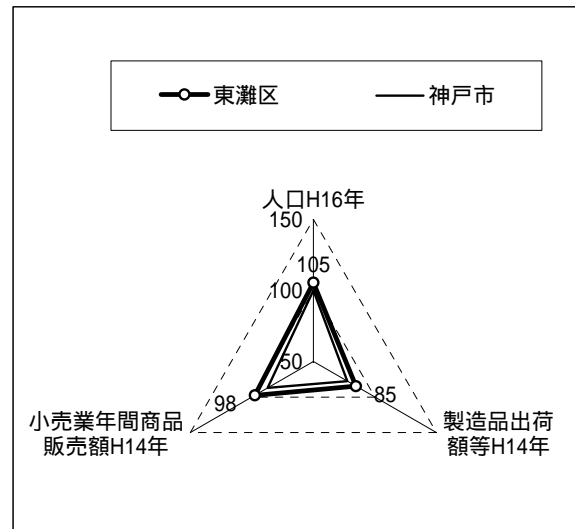 東灘区
神戸市
人口H16年
150
105
100
50
98
85
小売業年間商品
販売額H14年
製造品出荷
額等H14年